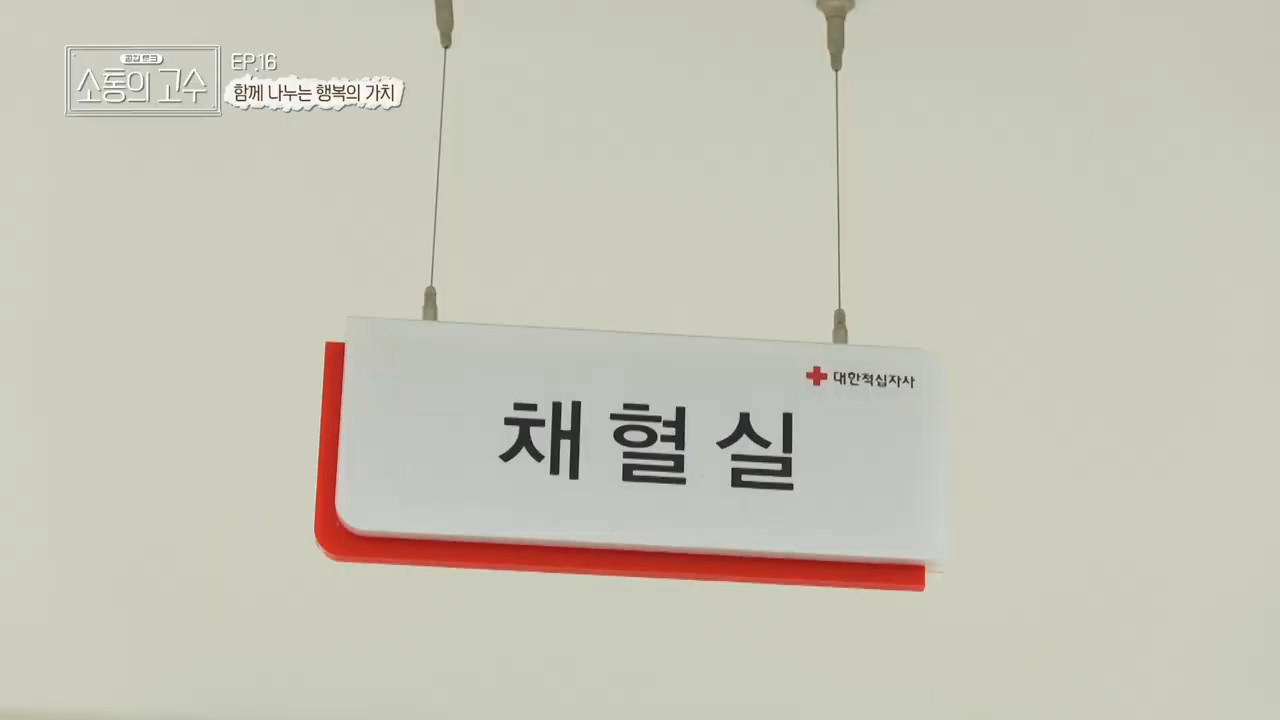 공감 토크
소통의 고수
EP.16
함께 나누는 행복의 가치
대한적십자사
채혈실